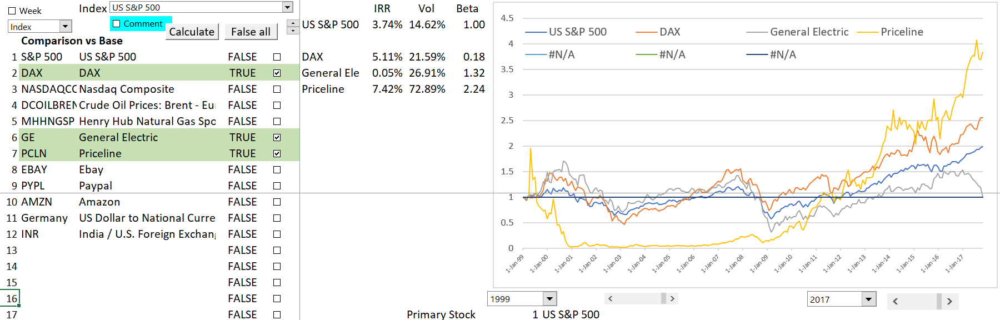 Week
Index US S&P 500
Index
Comment
Calculate
False all
Comparison vs Base
1 S&P 500 US S&P 500 FALSE
2 DAX DAX TRUE
3 NASDAQCC Nasdaq Composite FALSE
4 DCOILBREN Crude Oil Prices: Brent - Eu FALSE
5 MHHNGSP Henry Hub Natural Gas Spo FALSE
6 GE General Electric TRUE
7 PCLN Priceline TRUE
8 EBAY Ebay FALSE
9 PYPL Paypal FALSE
10 AMZN Amazon FALSE
11 Germany US Dollar to National Curre FALSE
12 INR India / U.S. Foreign Exchang FALSE
13 FALSE
14 FALSE
15 FALSE
16 FALSE
17 FALSE
IRR Vol Beta
US S&P 500 3.74% 14.62% 1.00
DAX 5.11% 21.59% 0.18
General Ele 0.05% 26.91% 1.32
Priceline 7.42% 72.89% 2.24
US S&P 500 DAX General Electric Priceline
#N/A #N/A #N/A
4.5
4
3.5
3
2.5
2
1.5
1
0.5
0
1-Jan-99 1-Jan-00 1-Jan-01 1-Jan-02 1-Jan-03 1-Jan-04 1-Jan-05 1-Jan-06 1-Jan-07 1-Jan-08 1-Jan-09 1-Jan-10 1-Jan-11 1-Jan-12 1-Jan-13 1-Jan-14 1-Jan-15 1-Jan-16 1-Jan-17
1999
2017
Primary Stock 1 US S&P 500